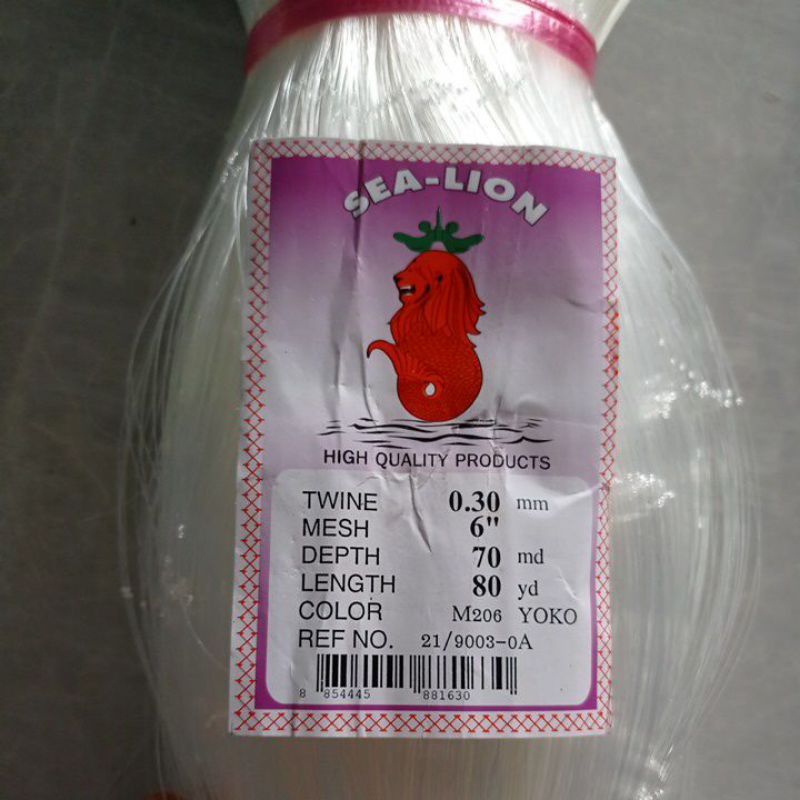 SEA-LION
HIGH QUALITY PRODUCTS
TWINE 0.30 mm
MESH 6"
DEPTH 70 md
LENGTH 80 yd
COLOR M206 YOKO
REF NO. 21/9003-0A
8 854445 881630